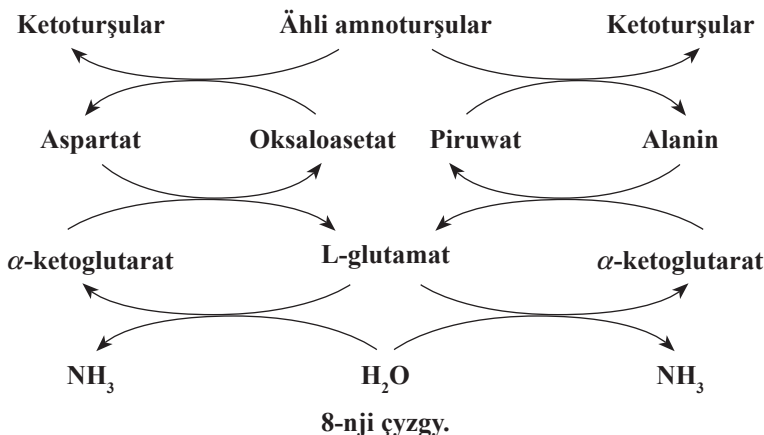 Ketoturşular Ähli amnoturşular Ketoturşular
Aspartat Oksaloasetat Piruwat Alanin
α-ketoglutarat L-glutamat α-ketoglutarat
NH₃ H₂O NH₃
8-nji çyzgy.